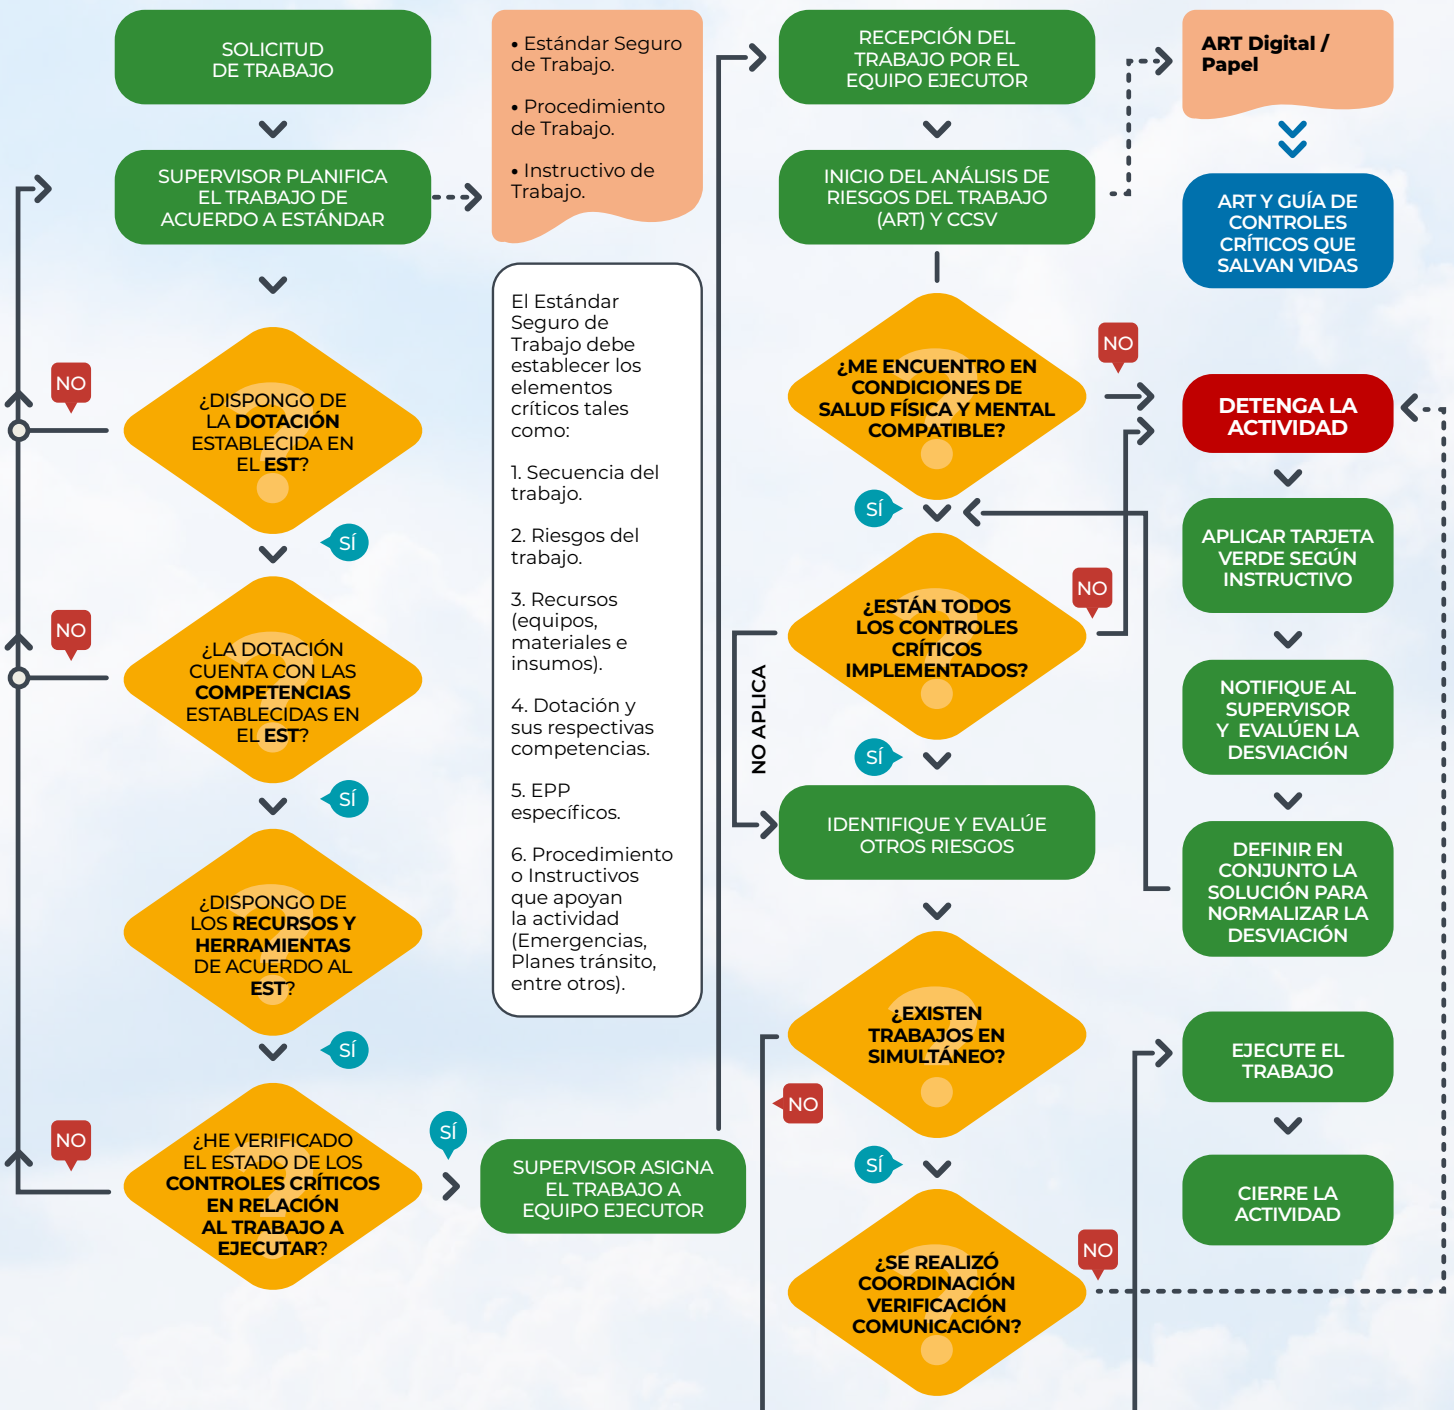 SOLICITUD
DE TRABAJO
SUPERVISOR PLANIFICA
EL TRABAJO DE
ACUERDO A ESTÁNDAR
• Estándar Seguro
de Trabajo.
• Procedimiento
de Trabajo.
• Instructivo de
Trabajo.
NO
¿DISPONGO DE
LA DOTACIÓN
ESTABLECIDA EN
EL EST?
SÍ
NO
¿LA DOTACIÓN
CUENTA CON LAS
COMPETENCIAS
ESTABLECIDAS EN
EL EST?
SÍ
¿DISPONGO DE
LOS RECURSOS Y
HERRAMIENTAS
DE ACUERDO AL
EST?
SÍ
NO
¿HE VERIFICADO
EL ESTADO DE LOS
CONTROLES CRÍTICOS
EN RELACIÓN
AL TRABAJO A
EJECUTAR?
SÍ
SUPERVISOR ASIGNA
EL TRABAJO A
EQUIPO EJECUTOR
El Estándar
Seguro de
Trabajo debe
establecer los
elementos
críticos tales
como:
1. Secuencia del
trabajo.
2. Riesgos del
trabajo.
3. Recursos
(equipos,
materiales e
insumos).
4. Dotación y
sus respectivas
competencias.
5. EPP
específicos.
6. Procedimiento
o Instructivos
que apoyan
la actividad
(Emergencias,
Planes tránsito,
entre otros).
RECEPCIÓN DEL
TRABAJO POR EL
EQUIPO EJECUTOR
INICIO DEL ANÁLISIS DE
RIESGOS DEL TRABAJO
(ART) Y CCSV
ART Digital /
Papel
ART Y GUÍA DE
CONTROLES
CRÍTICOS QUE
SALVAN VIDAS
¿ME ENCUENTRO EN
CONDICIONES DE
SALUD FÍSICA Y MENTAL
COMPATIBLE?
NO
SÍ
¿ESTÁN TODOS
LOS CONTROLES
CRÍTICOS
IMPLEMENTADOS?
NO
NO APLICA
SÍ
IDENTIFIQUE Y EVALÚE
OTROS RIESGOS
¿EXISTEN
TRABAJOS EN
SIMULTÁNEO?
NO
SÍ
¿SE REALIZÓ
COORDINACIÓN
VERIFICACIÓN
COMUNICACIÓN?
NO
DETENGA LA
ACTIVIDAD
APLICAR TARJETA
VERDE SEGÚN
INSTRUCTIVO
NOTIFIQUE AL
SUPERVISOR
Y EVALÚEN LA
DESVIACIÓN
DEFINIR EN
CONJUNTO LA
SOLUCIÓN PARA
NORMALIZAR LA
DESVIACIÓN
EJECUTE EL
TRABAJO
CIERRE LA
ACTIVIDAD